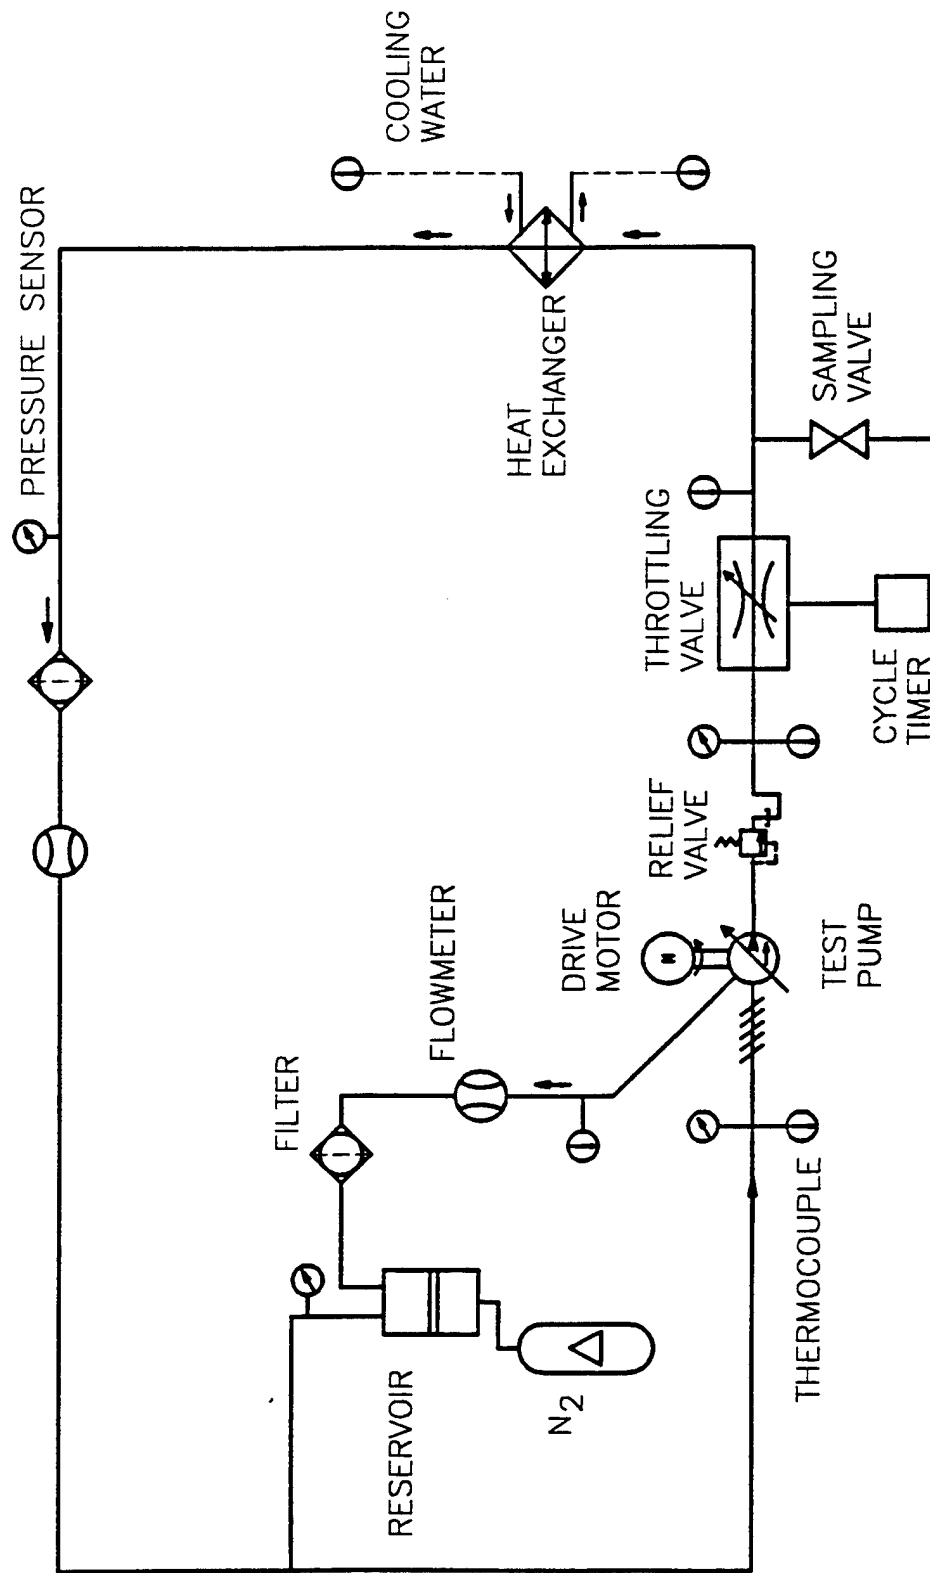 PRESSURE SENSOR
COOLING
WATER
HEAT
EXCHANGER
SAMPLING
VALVE
THROTTLING
VALVE
CYCLE
TIMER
RELIEF
VALVE
DRIVE
MOTOR
M
TEST
PUMP
FLOWMETER
FILTER
THERMOCOUPLE
RESERVOIR
N2